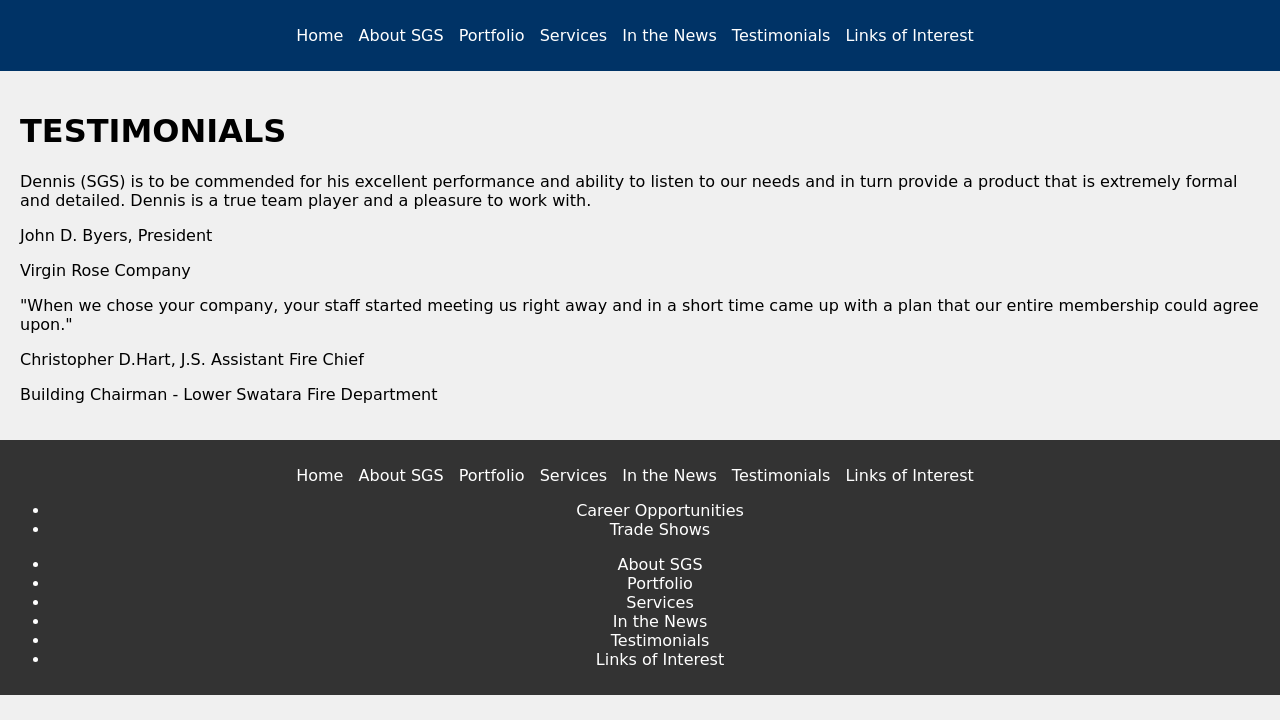 Home About SGS Portfolio Services In the News Testimonials Links of Interest
TESTIMONIALS
Dennis (SGS) is to be commended for his excellent performance and ability to listen to our needs and in turn provide a product that is extremely formal
and detailed. Dennis is a true team player and a pleasure to work with.
John D. Byers, President
Virgin Rose Company
"When we chose your company, your staff started meeting us right away and in a short time came up with a plan that our entire membership could agree
upon."
Christopher D.Hart, J.S. Assistant Fire Chief
Building Chairman - Lower Swatara Fire Department
Home About SGS Portfolio Services In the News Testimonials Links of Interest
Career Opportunities
Trade Shows
About SGS
Portfolio
Services
In the News
Testimonials
Links of Interest